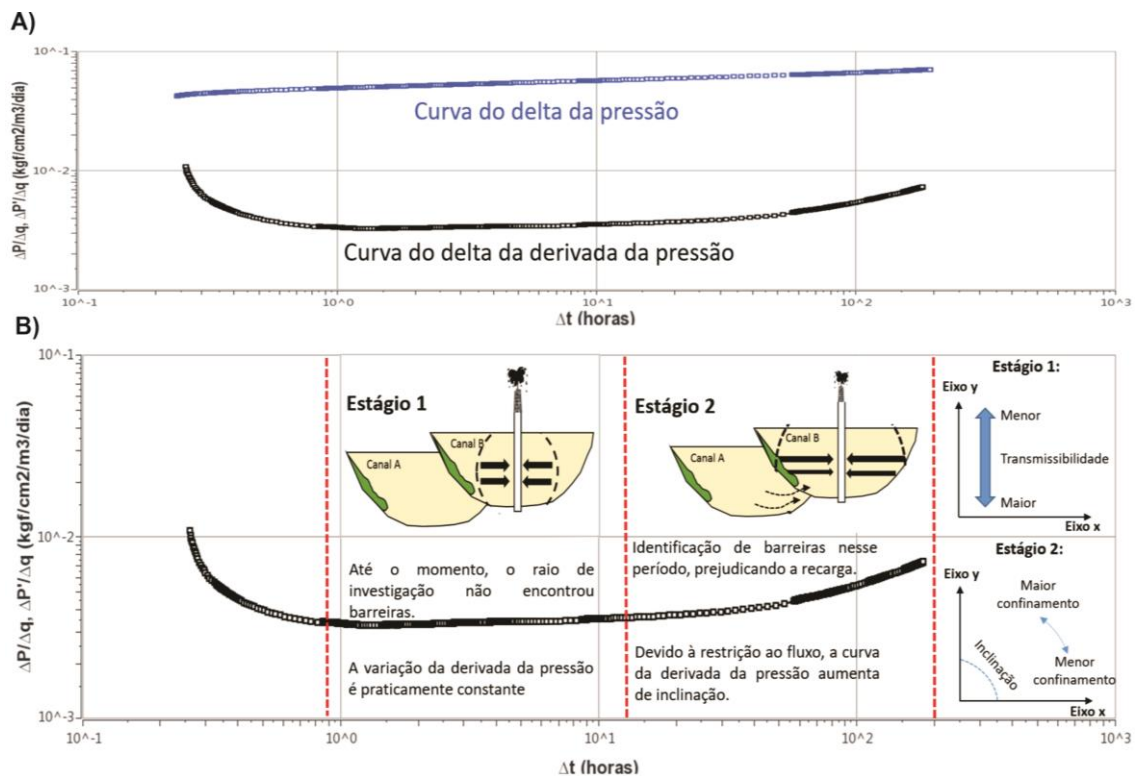 A)
10^-1
Curva do delta da pressão
10^-2
Curva do delta da derivada da pressão
10^-3
ΔP/Δq, ΔP'/Δq (kgf/cm2/m3/dia)
10^-1 10^0 10^1 10^2 10^3
Δt (horas)
B)
10^-1
10^-2
10^-3
ΔP/Δq, ΔP'/Δq (kgf/cm2/m3/dia)
Estágio 1
Canal A
Canal B
Até o momento, o raio de
investigação não encontrou
barreiras.
A variação da derivada da pressão
é praticamente constante
Estágio 2
Canal A
Canal B
Identificação de barreiras nesse
período, prejudicando a recarga.
Devido à restrição ao fluxo, a curva
da derivada da pressão aumenta
de inclinação.
Estágio 1:
Eixo y
Menor
Transmissibilidade
Maior
Eixo x
Estágio 2:
Eixo y
Maior
confinamento
Inclinação
Menor
confinamento
Eixo x
10^-1 10^0 10^1 10^2 10^3
Δt (horas)